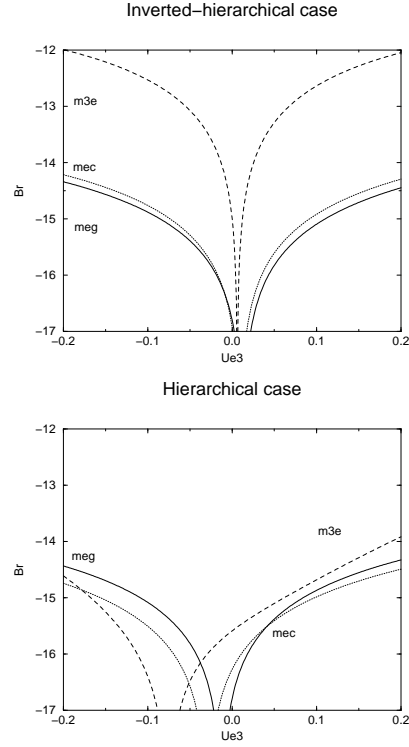 Inverted−hierarchical case
−12
−13
m3e
−14
mec
Br
−15
meg
−16
−17
−0.2 −0.1 0.0 0.1 0.2
Ue3
Hierarchical case
−12
−13
m3e
−14
meg
Br
−15
mec
−16
−17
−0.2 −0.1 0.0 0.1 0.2
Ue3